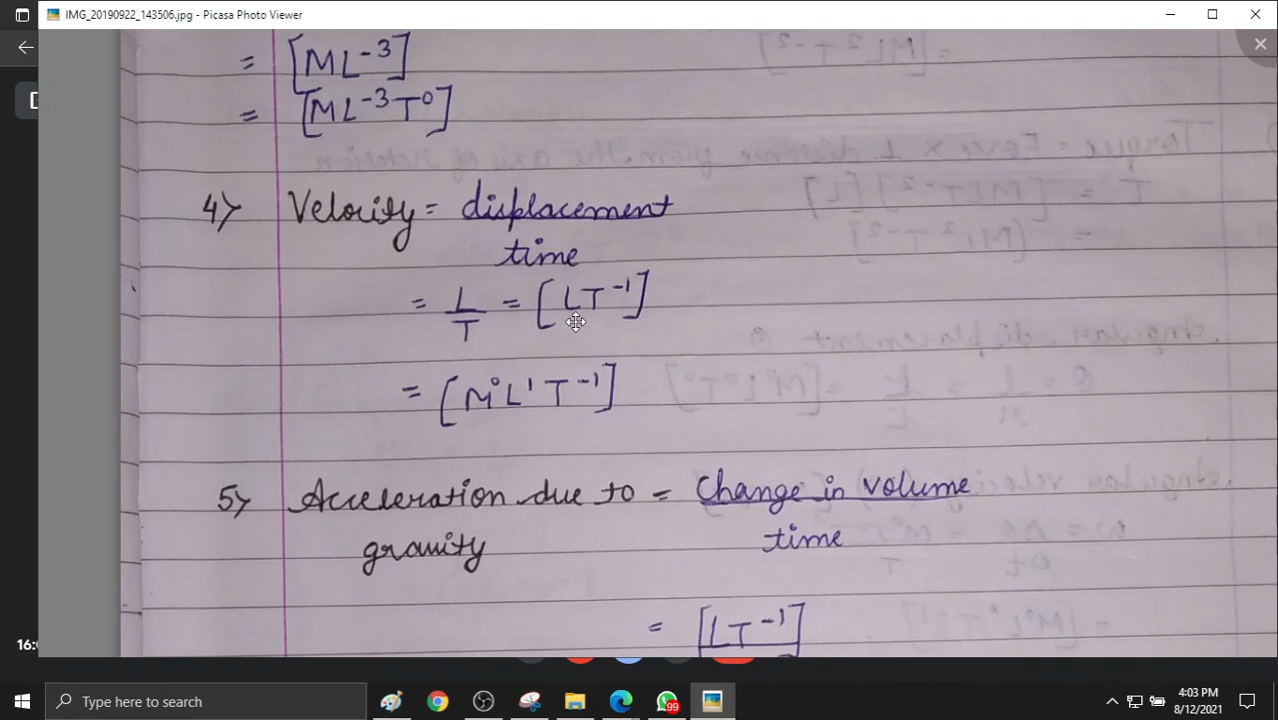 IMG_20190922_143506.jpg - Picasa Photo Viewer
= [ML⁻³]
= [ML⁻³T⁰]
4) Velocity = displacement
time
= L/T = [LT⁻¹]
= [M⁰L¹T⁻¹]
5) Acceleration due to = Change in volume
gravity time
= [LT⁻¹]
16:
Type here to search
99
4:03 PM
8/12/2021